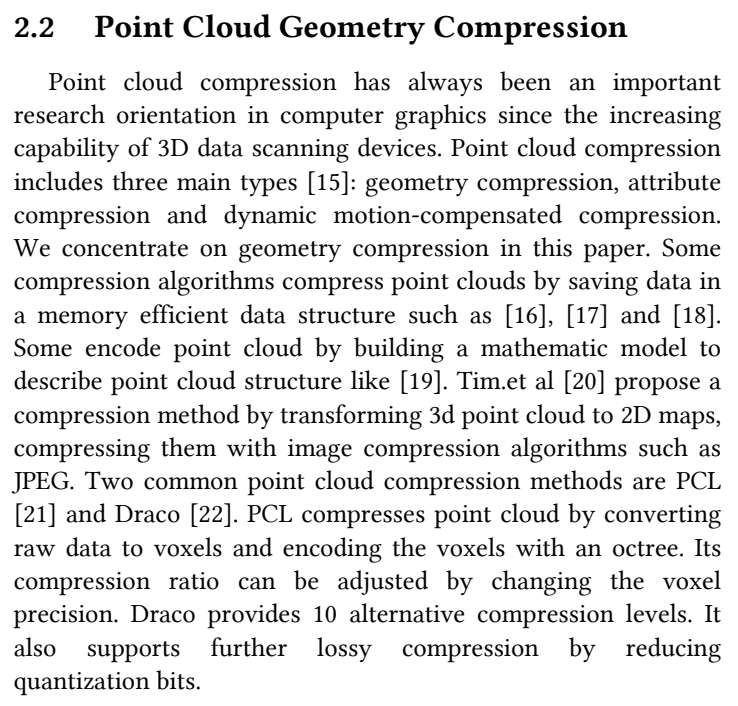 2.2 Point Cloud Geometry Compression
Point cloud compression has always been an important
research orientation in computer graphics since the increasing
capability of 3D data scanning devices. Point cloud compression
includes three main types [15]: geometry compression, attribute
compression and dynamic motion-compensated compression.
We concentrate on geometry compression in this paper. Some
compression algorithms compress point clouds by saving data in
a memory efficient data structure such as [16], [17] and [18].
Some encode point cloud by building a mathematic model to
describe point cloud structure like [19]. Tim.et al [20] propose a
compression method by transforming 3d point cloud to 2D maps,
compressing them with image compression algorithms such as
JPEG. Two common point cloud compression methods are PCL
[21] and Draco [22]. PCL compresses point cloud by converting
raw data to voxels and encoding the voxels with an octree. Its
compression ratio can be adjusted by changing the voxel
precision. Draco provides 10 alternative compression levels. It
also supports further lossy compression by reducing
quantization bits.